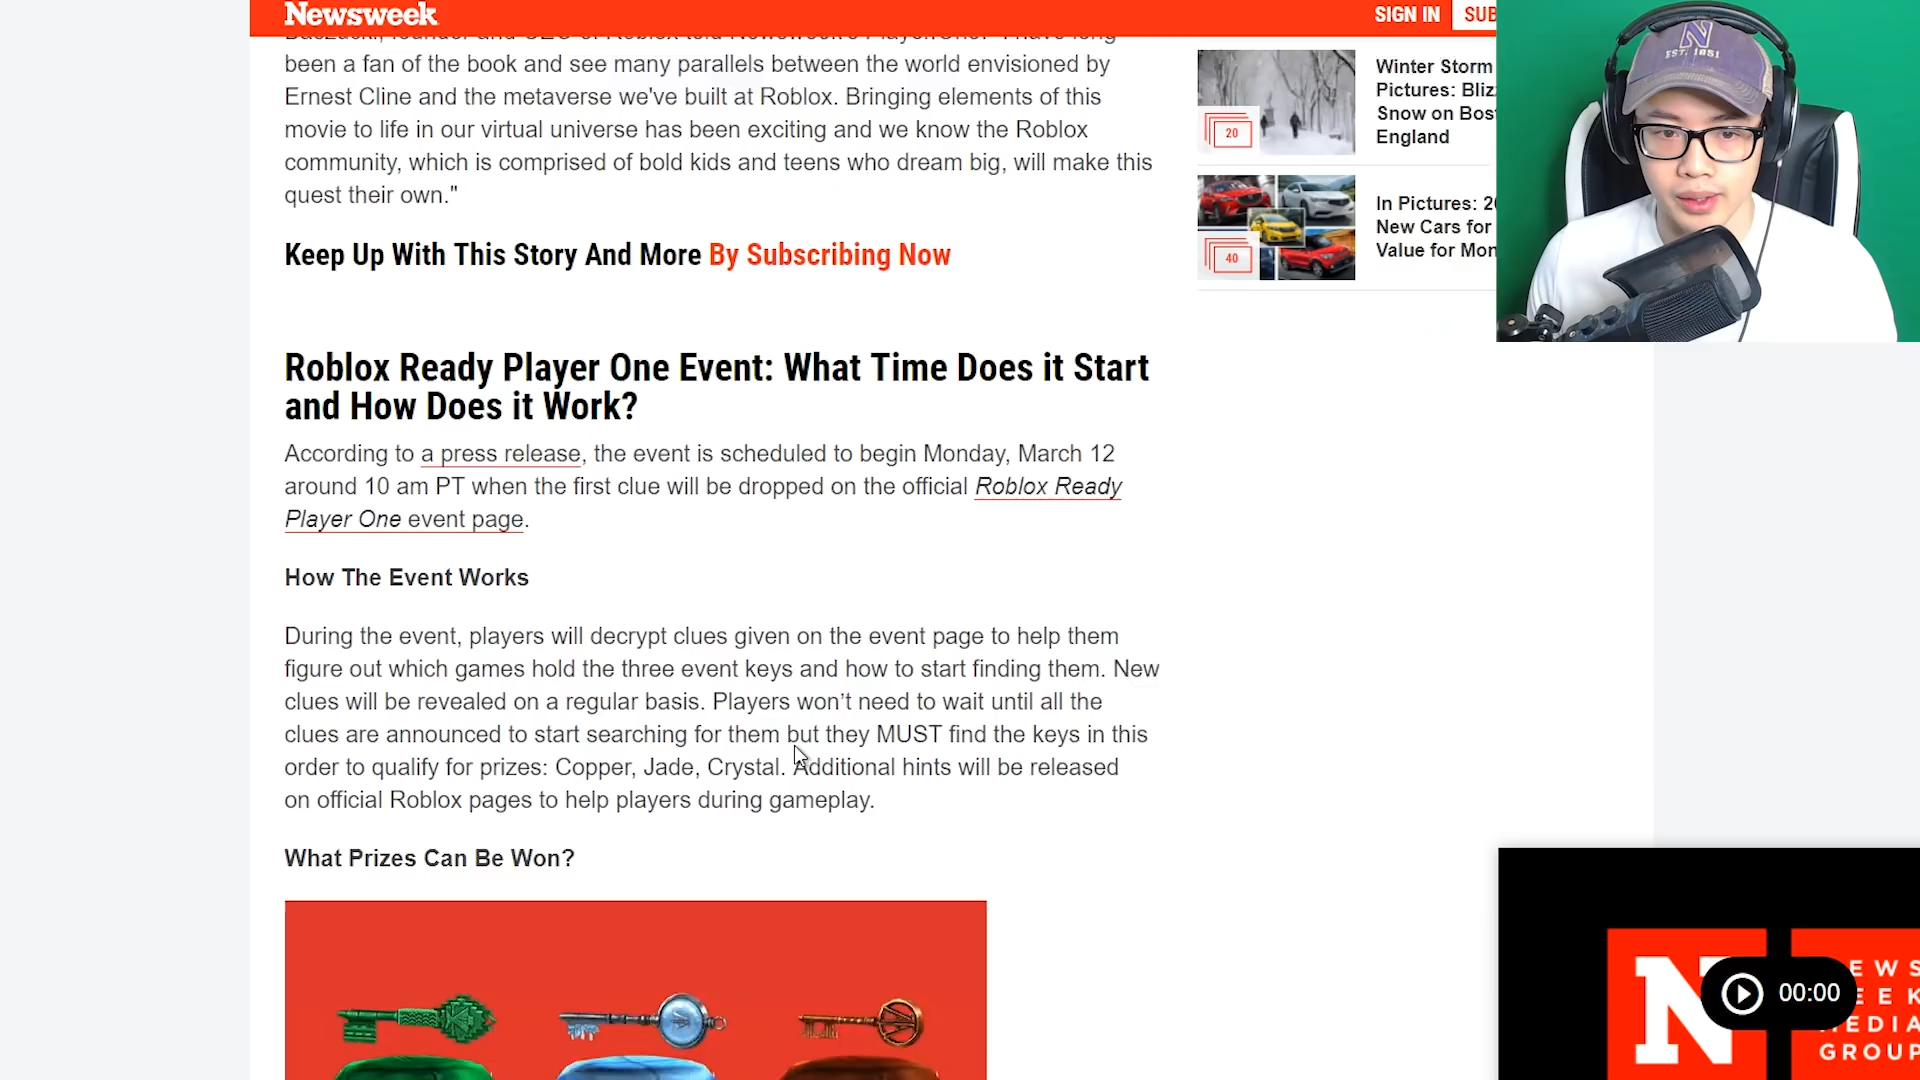 Newsweek
SIGN IN
SUB
been a fan of the book and see many parallels between the world envisioned by
Ernest Cline and the metaverse we've built at Roblox. Bringing elements of this
movie to life in our virtual universe has been exciting and we know the Roblox
community, which is comprised of bold kids and teens who dream big, will make this
quest their own."
Keep Up With This Story And More By Subscribing Now
Roblox Ready Player One Event: What Time Does it Start
and How Does it Work?
According to a press release, the event is scheduled to begin Monday, March 12
around 10 am PT when the first clue will be dropped on the official Roblox Ready
Player One event page.
How The Event Works
During the event, players will decrypt clues given on the event page to help them
figure out which games hold the three event keys and how to start finding them. New
clues will be revealed on a regular basis. Players won't need to wait until all the
clues are announced to start searching for them but they MUST find the keys in this
order to qualify for prizes: Copper, Jade, Crystal. Additional hints will be released
on official Roblox pages to help players during gameplay.
What Prizes Can Be Won?
20
Winter Storm
Pictures: Bliz
Snow on Bos
England
40
In Pictures: 20
New Cars for
Value for Mon
N
EST. 1851
N
00:00
EWS
EEK
MEDIA
GROUP